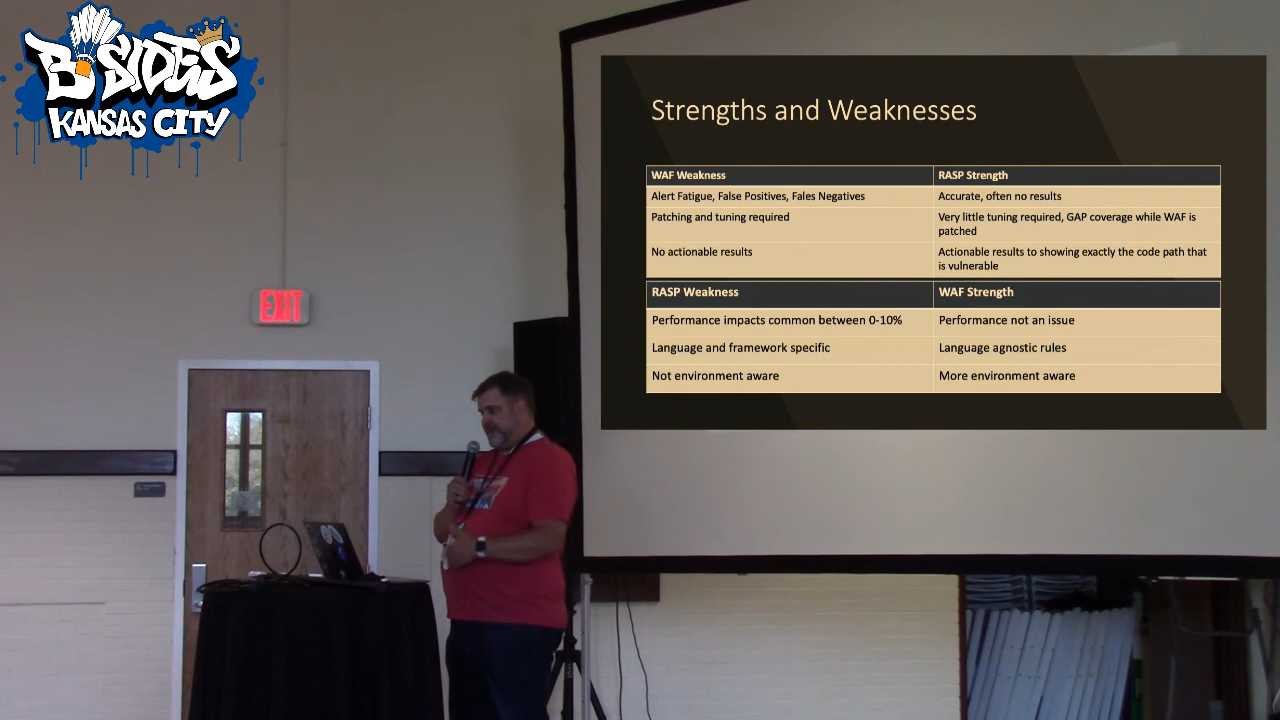 B-SIDES
KANSAS CITY
EXIT
Strengths and Weaknesses
WAF Weakness
RASP Strength
Alert Fatigue, False Positives, Fales Negatives
Accurate, often no results
Patching and tuning required
Very little tuning required, GAP coverage while WAF is
patched
No actionable results
Actionable results to showing exactly the code path that
is vulnerable
RASP Weakness
WAF Strength
Performance impacts common between 0-10%
Performance not an issue
Language and framework specific
Language agnostic rules
Not environment aware
More environment aware